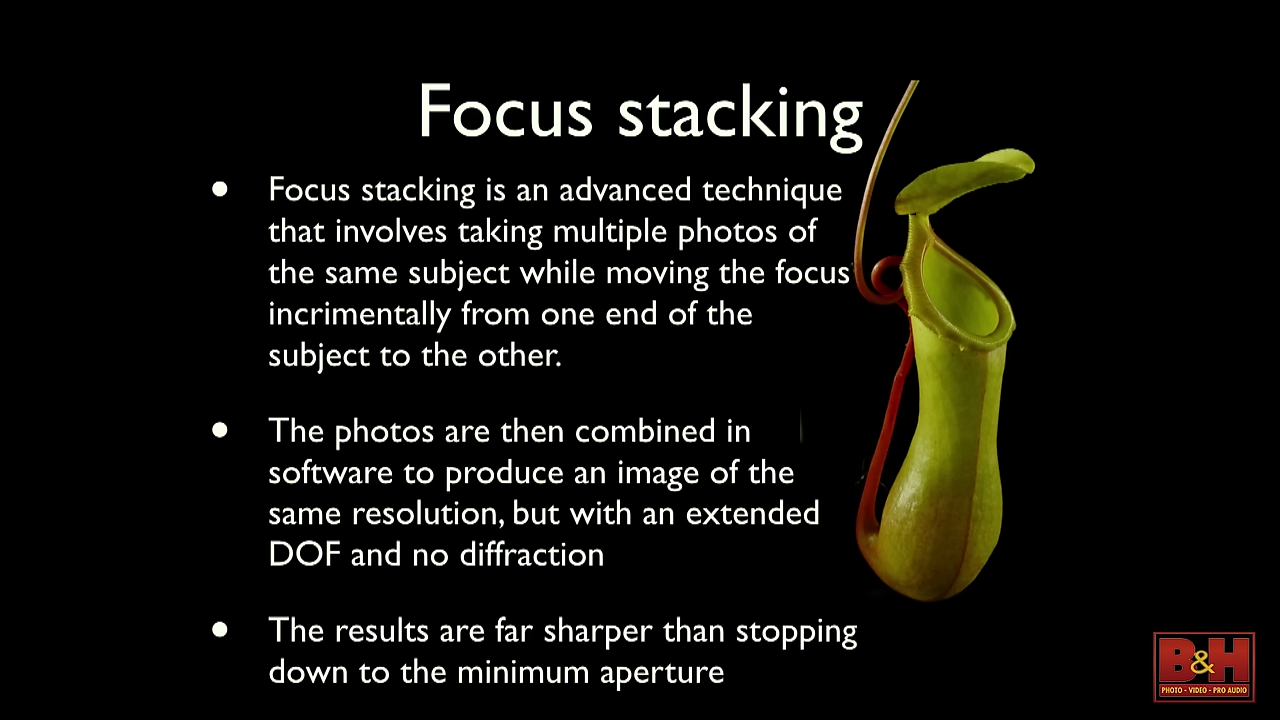 Focus stacking
• Focus stacking is an advanced technique
that involves taking multiple photos of
the same subject while moving the focus
incrimentally from one end of the
subject to the other.
• The photos are then combined in
software to produce an image of the
same resolution, but with an extended
DOF and no diffraction
• The results are far sharper than stopping
down to the minimum aperture
B&H
PHOTO - VIDEO - PRO AUDIO